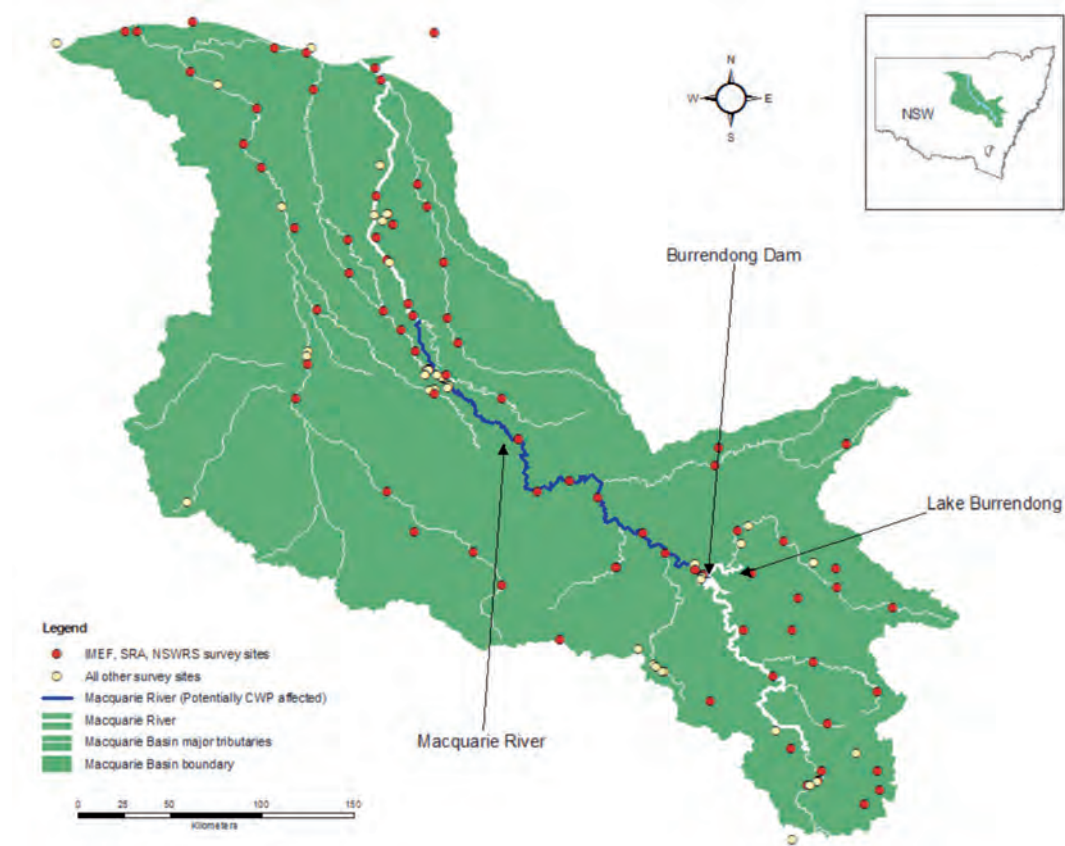 N
W
E
S
NSW
Burrendong Dam
Lake Burrendong
Macquarie River
Legend
IMEF, SRA, NSWRS survey sites
All other survey sites
Macquarie River (Potentially CWP affected)
Macquarie River
Macquarie Basin major tributaries
Macquarie Basin boundary
0 25 50 100 150
Kilometers